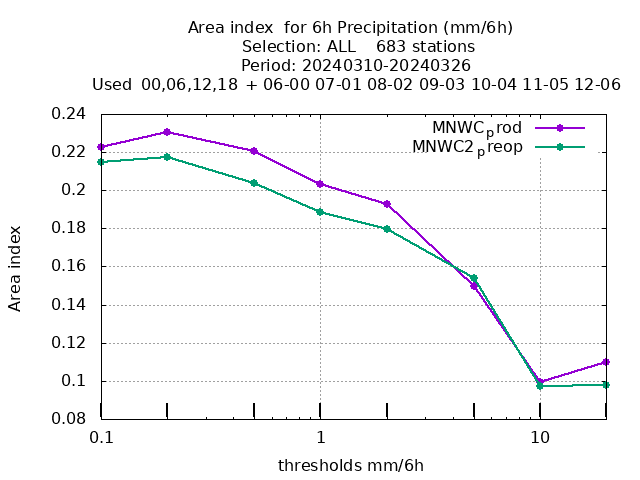 Area index  for 6h Precipitation (mm/6h)
Selection: ALL    683 stations
Period: 20240310-20240326
Used  00,06,12,18  + 06-00 07-01 08-02 09-03 10-04 11-05 12-06
MNWCprod
MNWC2preop
0.24
0.22
0.2
0.18
0.16
0.14
0.12
0.1
0.08
Area index
0.1 1 10
thresholds mm/6h